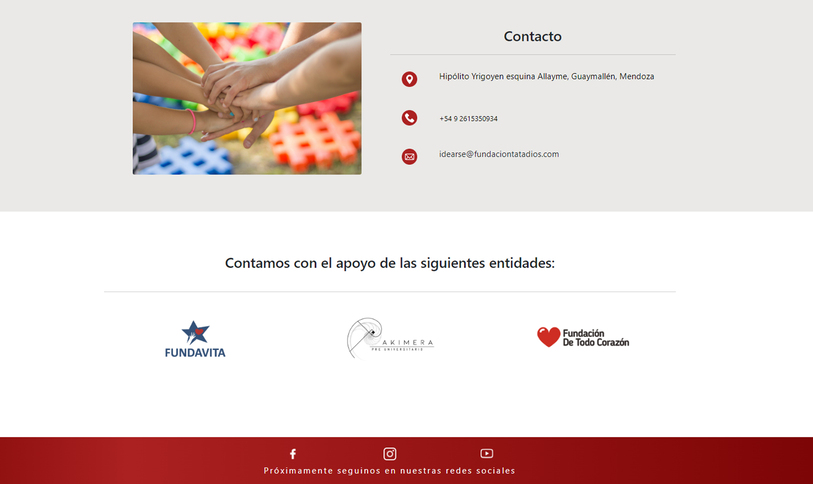 Contacto
Hipólito Yrigoyen esquina Allayme, Guaymallén, Mendoza
+54 9 2615350934
idearse@fundaciontatadios.com
Contamos con el apoyo de las siguientes entidades:
FUNDAVITA
AKIMERA
PRE UNIVERSITARIO
Fundación
De Todo Corazón
Próximamente seguinos en nuestras redes sociales